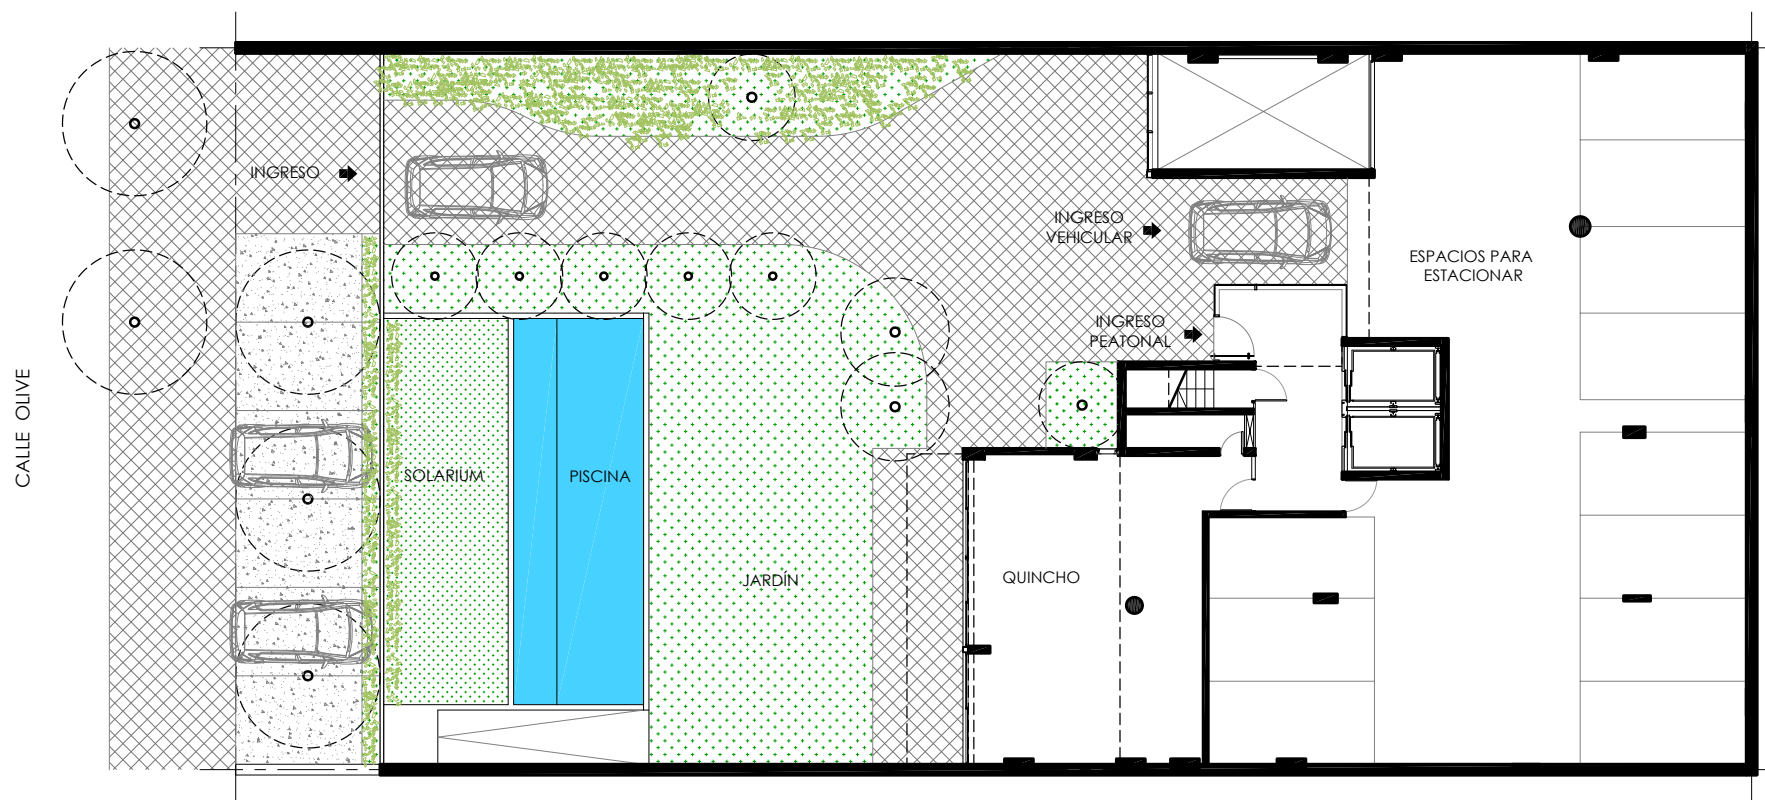 CALLE OLIVE
INGRESO
INGRESO
VEHICULAR
ESPACIOS PARA
ESTACIONAR
INGRESO
PEATONAL
SOLARIUM
PISCINA
JARDÍN
QUINCHO